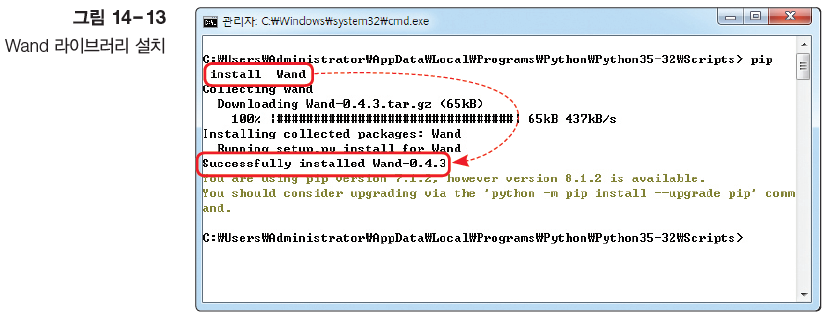 그림 14-13
Wand 라이브러리 설치
관리자: C:₩Windows₩system32₩cmd.exe
C:₩Users₩Administrator₩AppData₩Local₩Programs₩Python₩Python35-32₩Scripts> pip
install Wand
Collecting Wand
Downloading Wand-0.4.3.tar.gz (65kB)
100% |################################| 65kB 437kB/s
Installing collected packages: Wand
Running setup.py install for Wand
Successfully installed Wand-0.4.3
You are using pip version 7.1.2, however version 8.1.2 is available.
You should consider upgrading via the 'python -m pip install --upgrade pip' comm
and.
C:₩Users₩Administrator₩AppData₩Local₩Programs₩Python₩Python35-32₩Scripts>